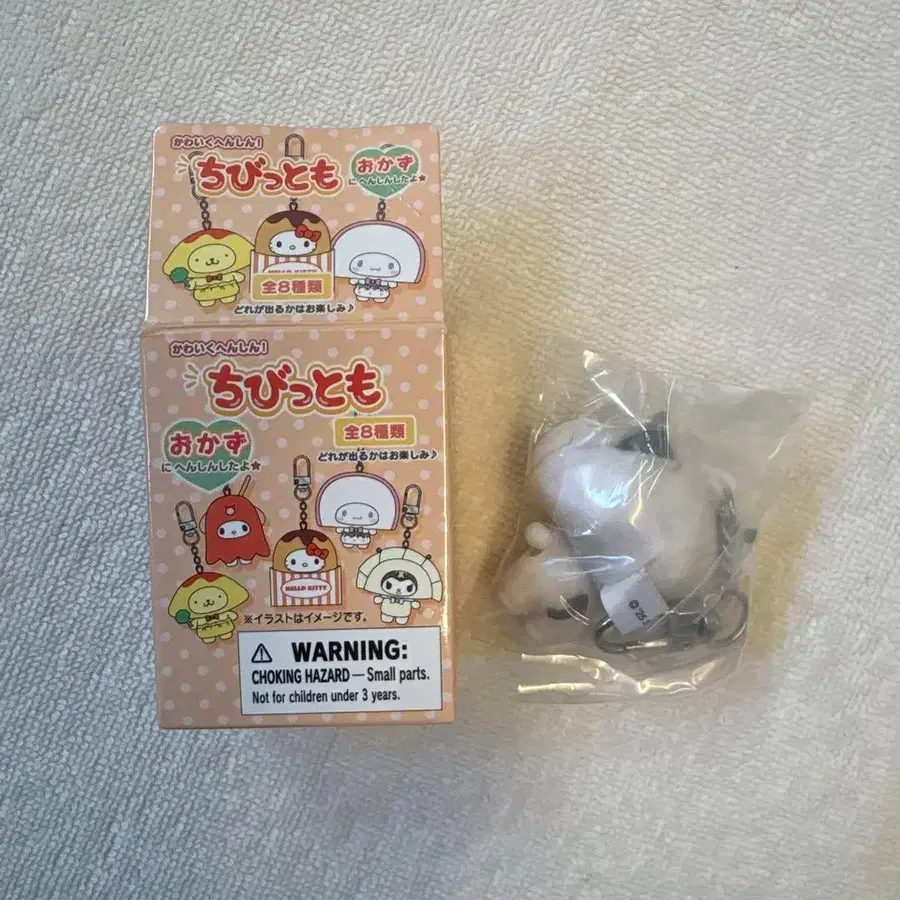 かわいくへんしん!
ちびっとも
おかず
にへんしんしたよ★
全8種類
どれが出るかはお楽しみ♪
かわいくへんしん!
ちびっとも
おかず
にへんしんしたよ★
全8種類
どれが出るかはお楽しみ♪
HELLO KITTY
※イラストはイメージです。
⚠ WARNING:
CHOKING HAZARD — Small parts.
Not for children under 3 years.
© '25